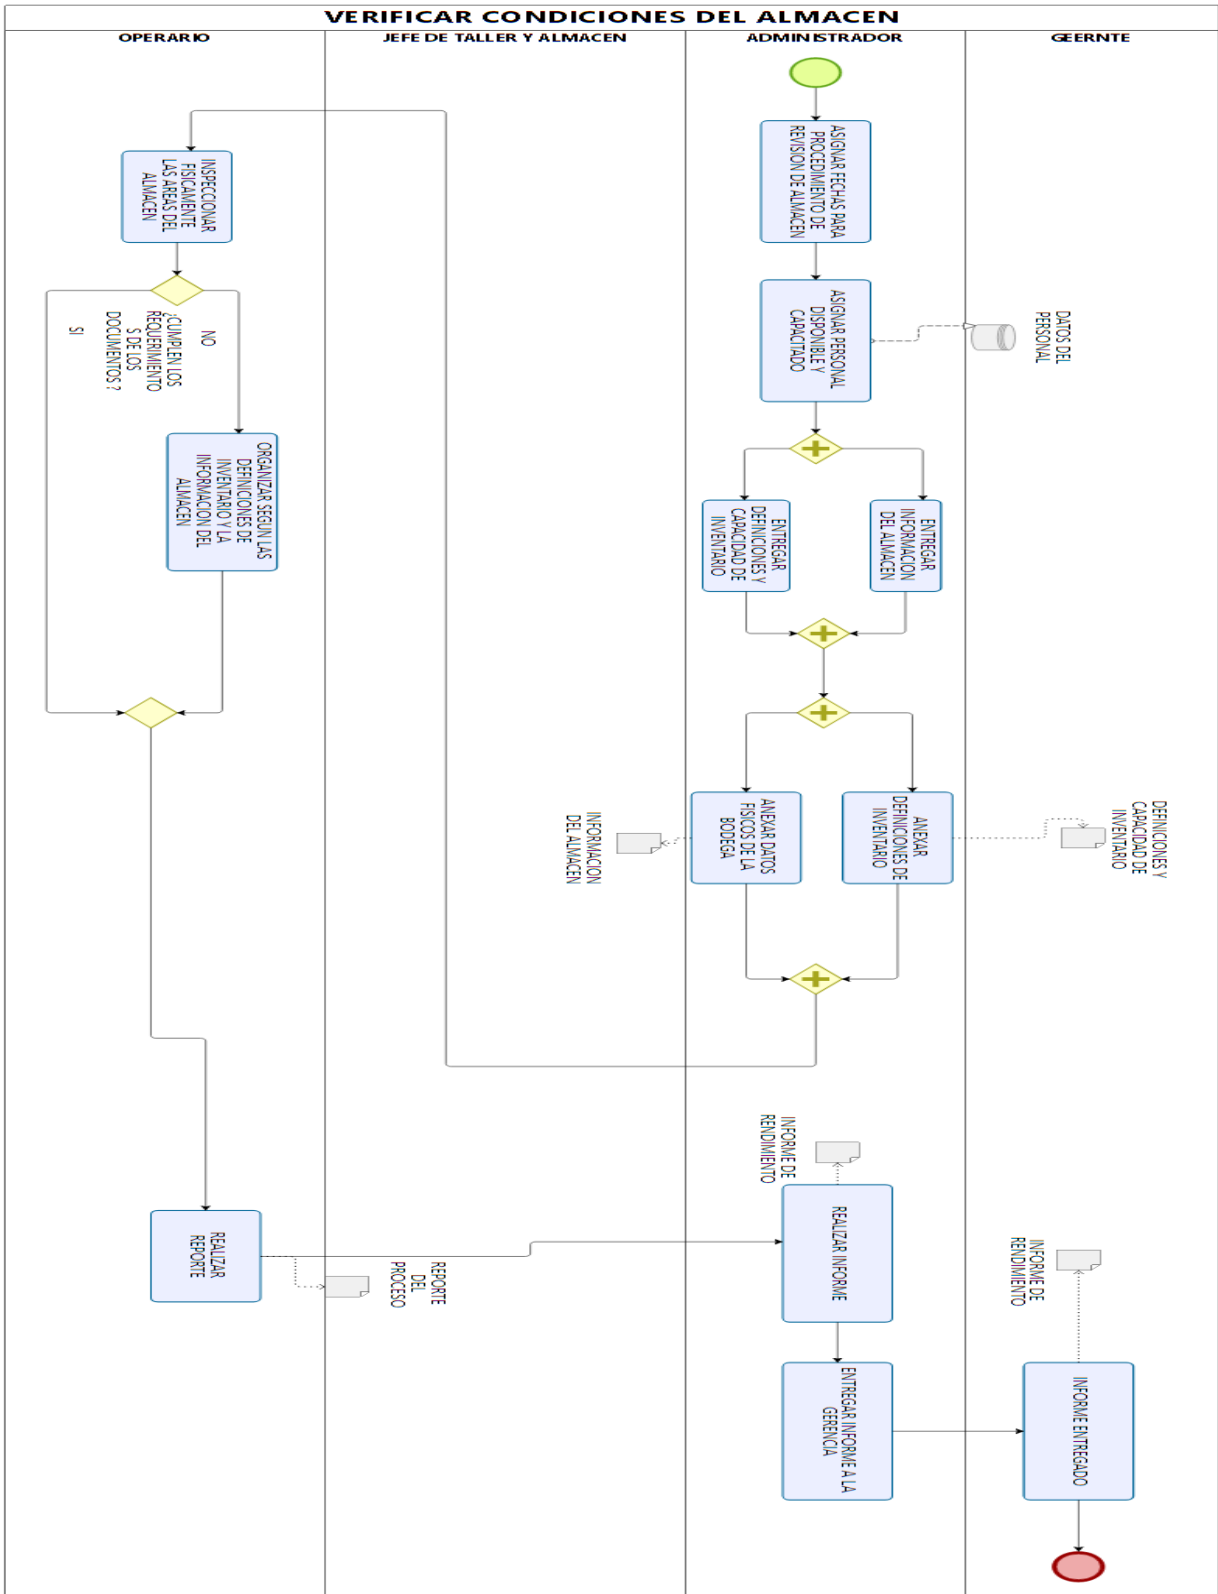 VERIFICAR CONDICIONES DEL ALMACEN
OPERARIO
JEFE DE TALLER Y ALMACEN
ADMINISTRADOR
GEERNTE
ASIGNAR FECHAS PARA
PROCEDIMIENTO DE
REVISION DE ALMACEN
ASIGNAR PERSONAL
DISPONIBLE Y
CAPACITADO
DATOS DEL
PERSONAL
ENTREGAR
INFORMACION
DEL ALMACEN
ENTREGAR
DEFINICIONES Y
CAPACIDAD DE
INVENTARIO
ANEXAR
DEFINICIONES DE
INVENTARIO
DEFINICIONES Y
CAPACIDAD DE
INVENTARIO
ANEXAR DATOS
FISICOS DE LA
BODEGA
INFORMACION
DEL ALMACEN
INSPECCIONAR
FISICAMENTE
LAS AREAS DEL
ALMACEN
NO
¿CUMPLEN LOS
REQUERIMIENTO
S DE LOS
DOCUMENTOS ?
SI
ORGANIZAR SEGUN LAS
DEFINICIONES DE
INVENTARIO Y LA
INFORMACION DEL
ALMACEN
REALIZAR
REPORTE
REPORTE
DEL
PROCESO
REALIZAR INFORME
INFORME DE
RENDIMIENTO
ENTREGAR INFORME A LA
GERENCIA
INFORME ENTREGADO
INFORME DE
RENDIMIENTO